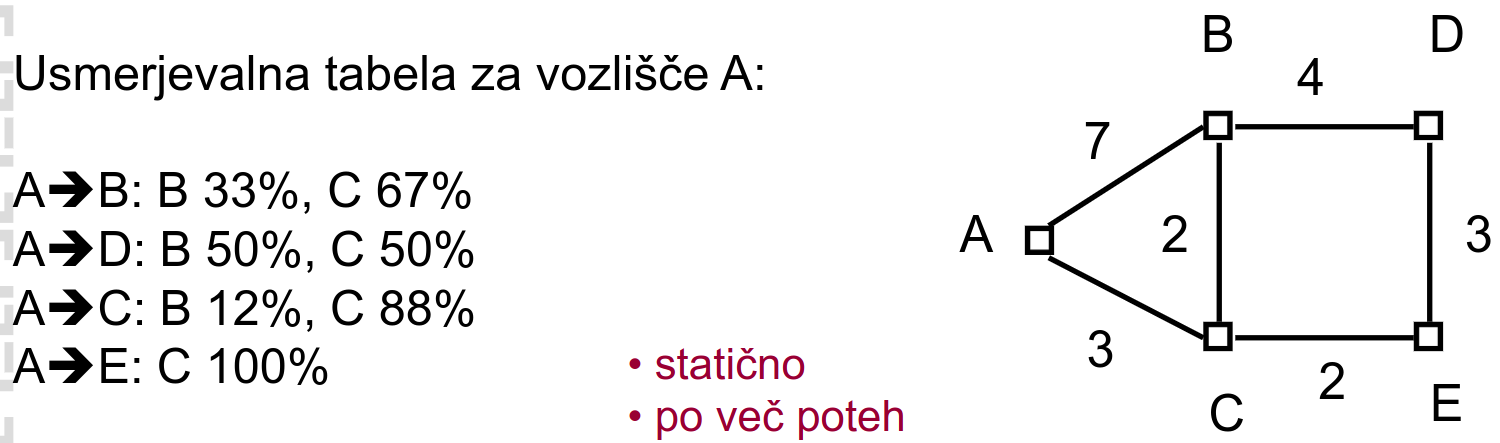 Usmerjevalna tabela za vozlišče A:
A➔B: B 33%, C 67%
A➔D: B 50%, C 50%
A➔C: B 12%, C 88%
A➔E: C 100%
• statično
• po več poteh
B
D
4
7
A
2
3
3
2
C
E